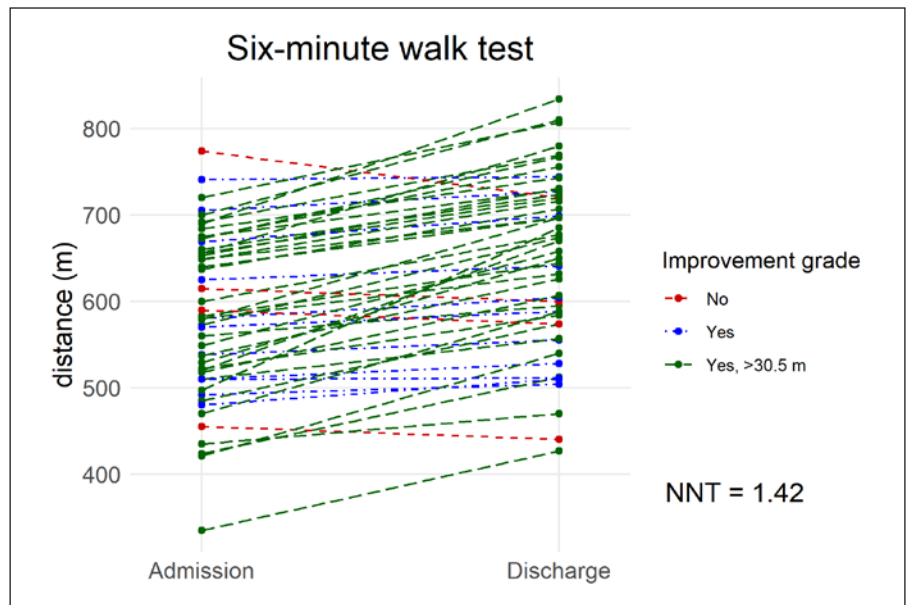 Six-minute walk test
distance (m)
800
700
600
500
400
Admission
Discharge
Improvement grade
No
Yes
Yes, >30.5 m
NNT = 1.42